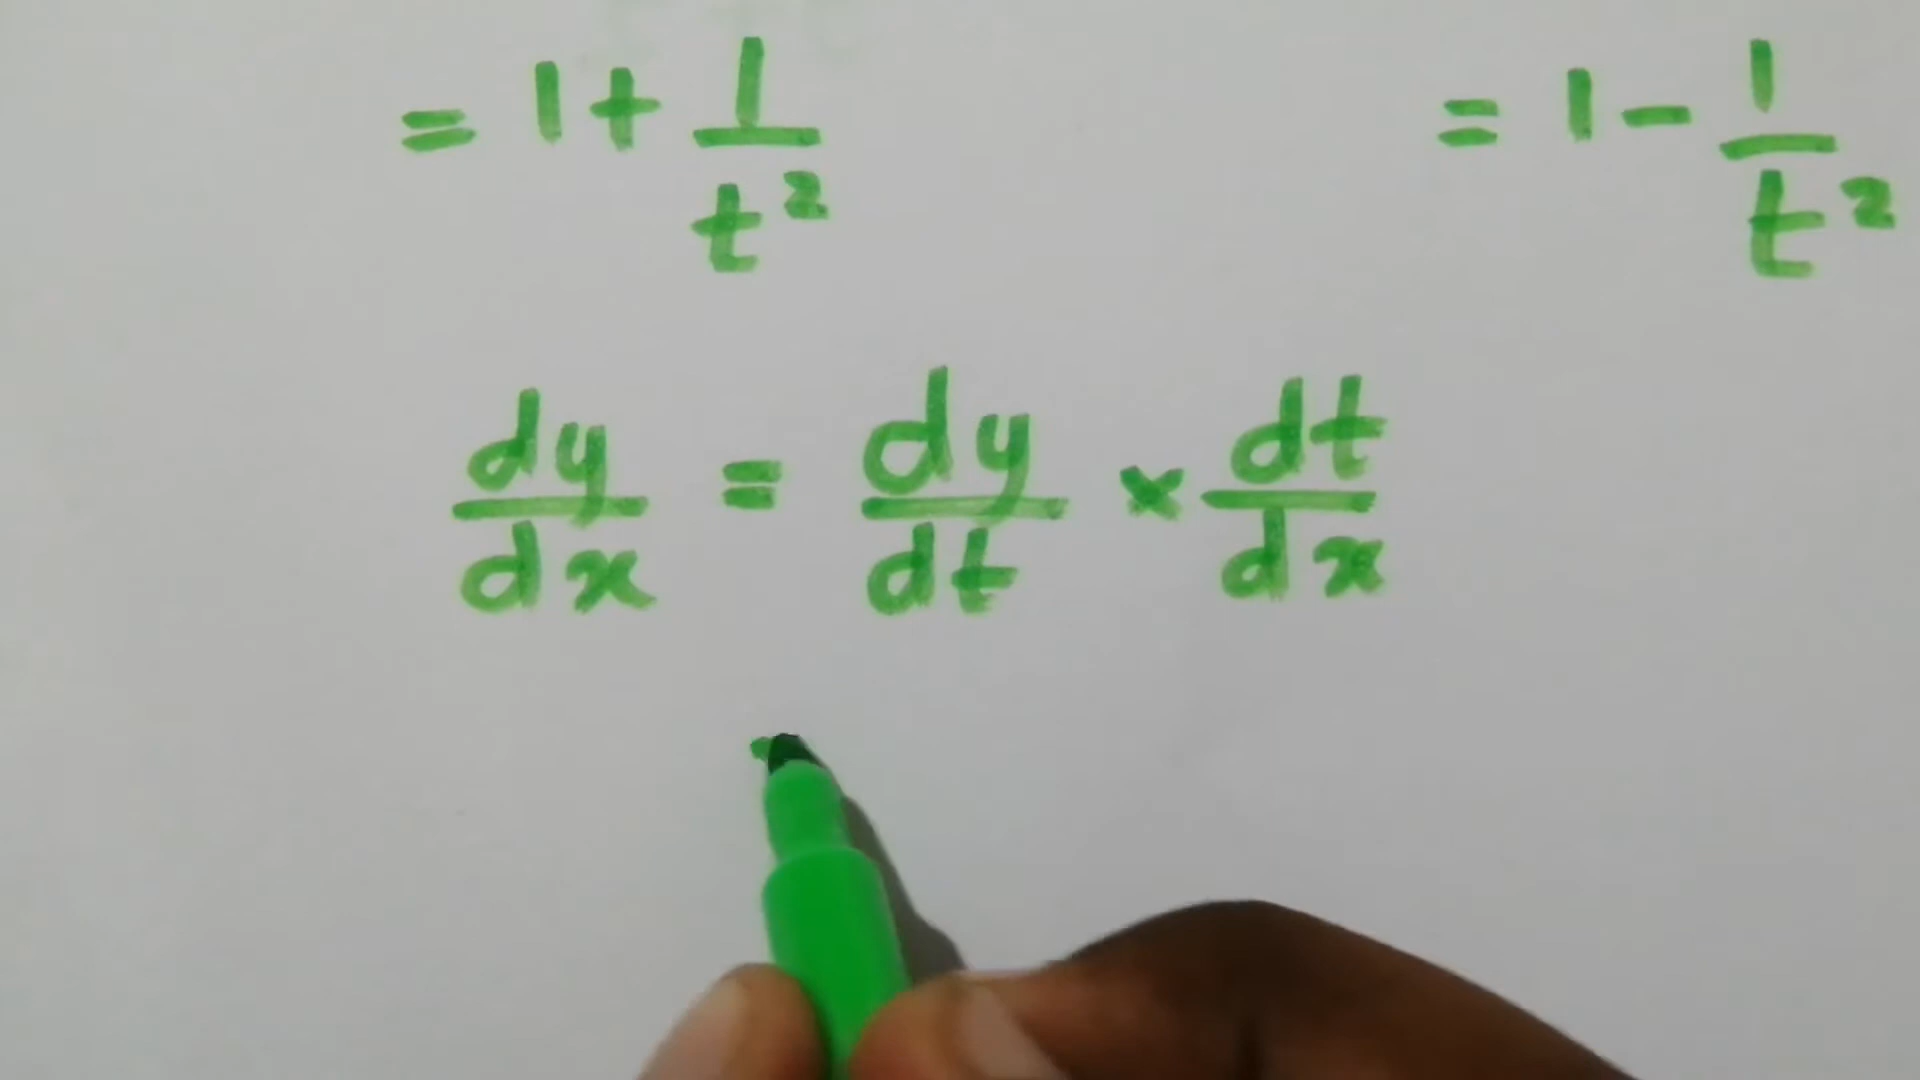 = 1 + 1/t²
= 1 - 1/t²
dy/dx = dy/dt × dt/dx